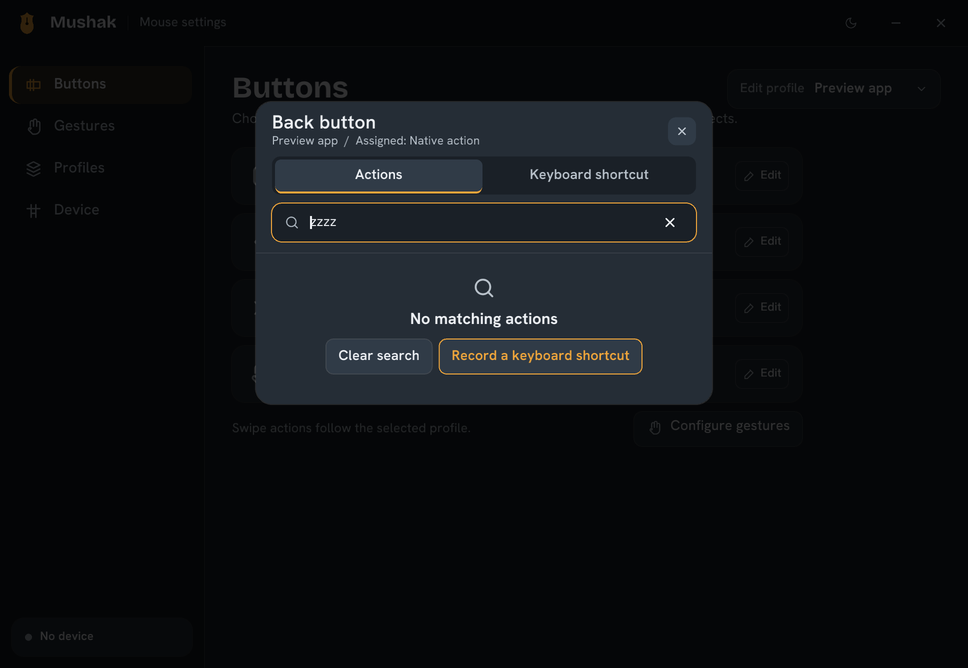 Mushak
Mouse settings
Buttons
Gestures
Profiles
Device
No device
Buttons
Edit profile Preview app
Back button
Preview app / Assigned: Native action
Actions
Keyboard shortcut
zzzz
No matching actions
Clear search
Record a keyboard shortcut
Edit
Edit
Edit
Edit
Swipe actions follow the selected profile.
Configure gestures